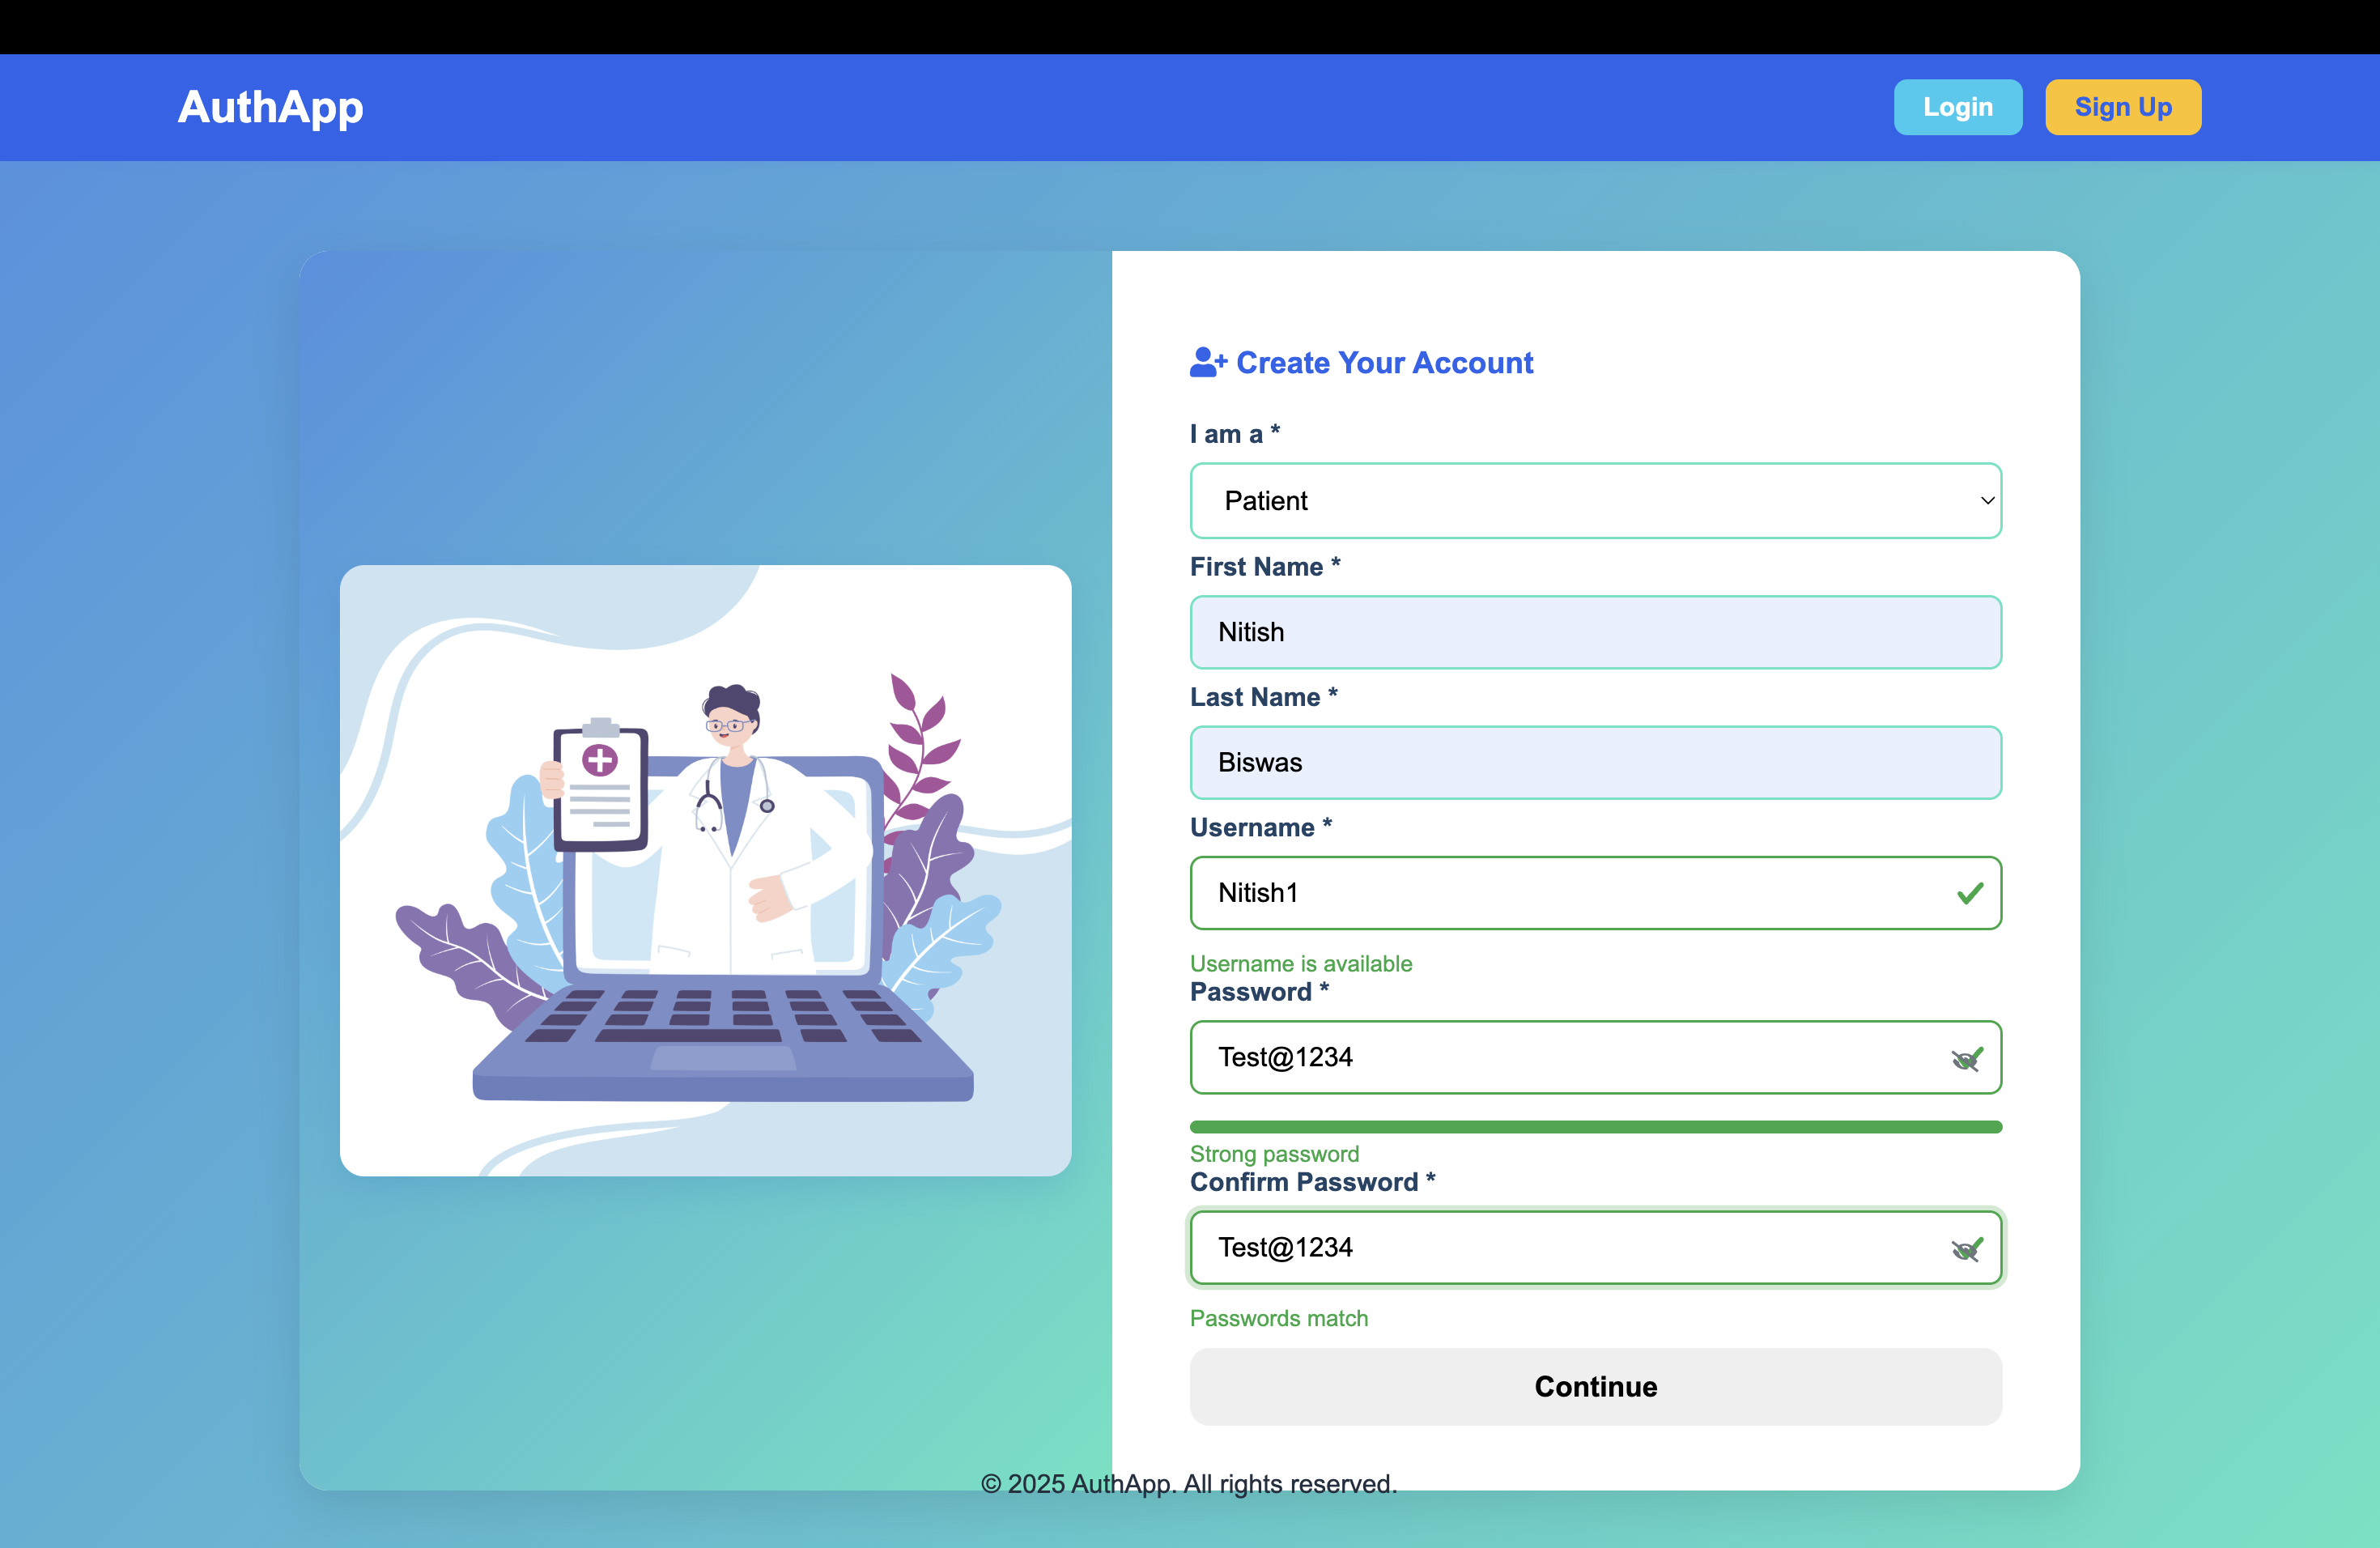 AuthApp
Login
Sign Up
Create Your Account
I am a *
Patient
First Name *
Nitish
Last Name *
Biswas
Username *
Nitish1
Username is available
Password *
Test@1234
Strong password
Confirm Password *
Test@1234
Passwords match
Continue
© 2025 AuthApp. All rights reserved.